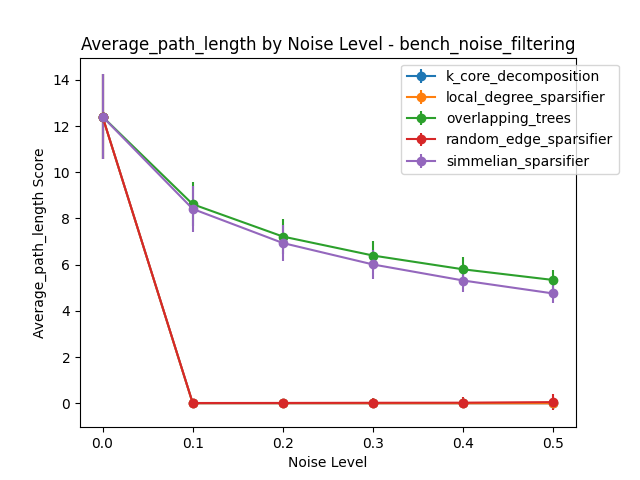 Average_path_length by Noise Level - bench_noise_filtering
k_core_decomposition
local_degree_sparsifier
overlapping_trees
random_edge_sparsifier
simmelian_sparsifier
Average_path_length Score
14
12
10
8
6
4
2
0
0.0 0.1 0.2 0.3 0.4 0.5
Noise Level